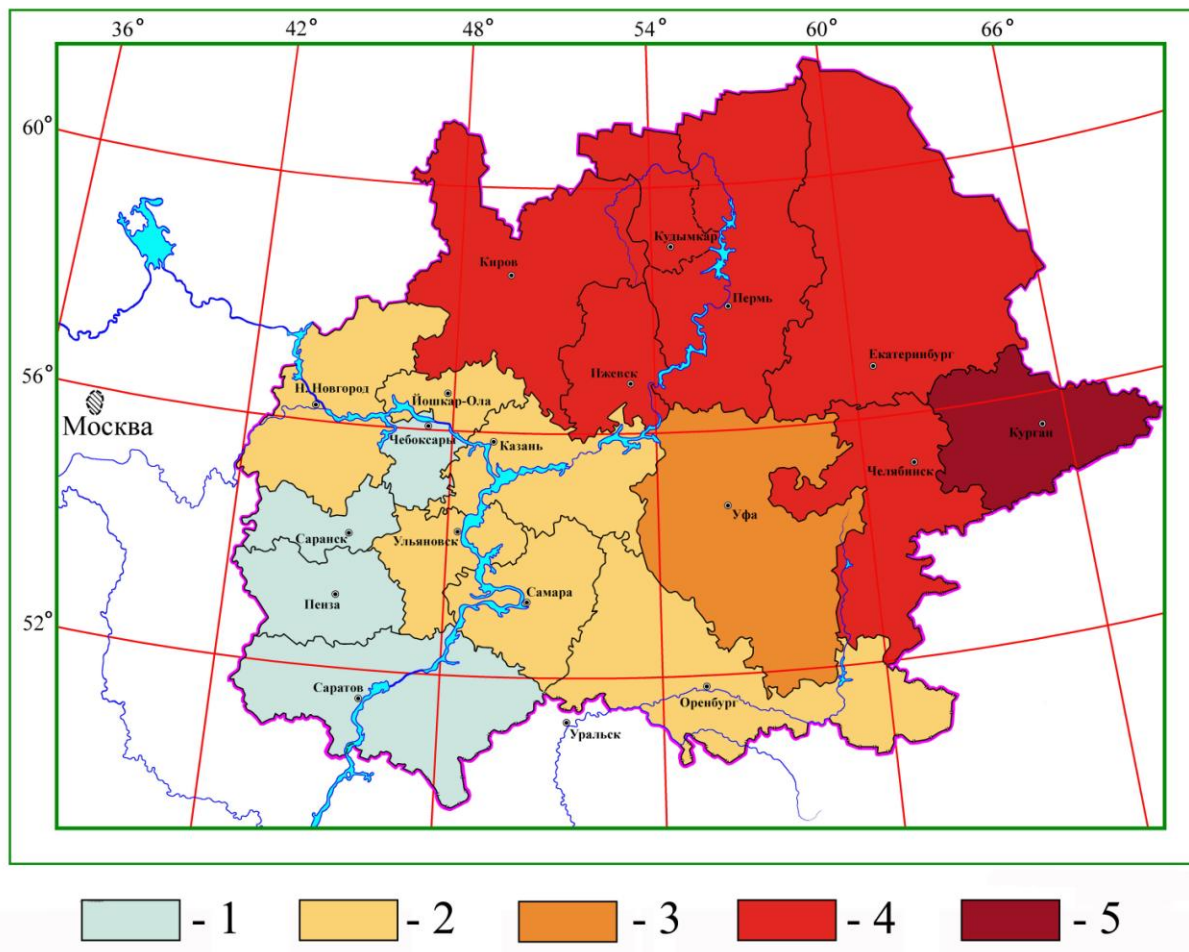 36° 42° 48° 54° 60° 66°
60°
Кудымкар
Киров
Пермь
Екатеринбург
56°
Ижевск
Н. Новгород
Йошкар-Ола
Москва
Чебоксары
Казань
Курган
Челябинск
Уфа
Саранск
Ульяновск
Пенза
Самара
52°
Саратов
Оренбург
Уральск
- 1 - 2 - 3 - 4 - 5